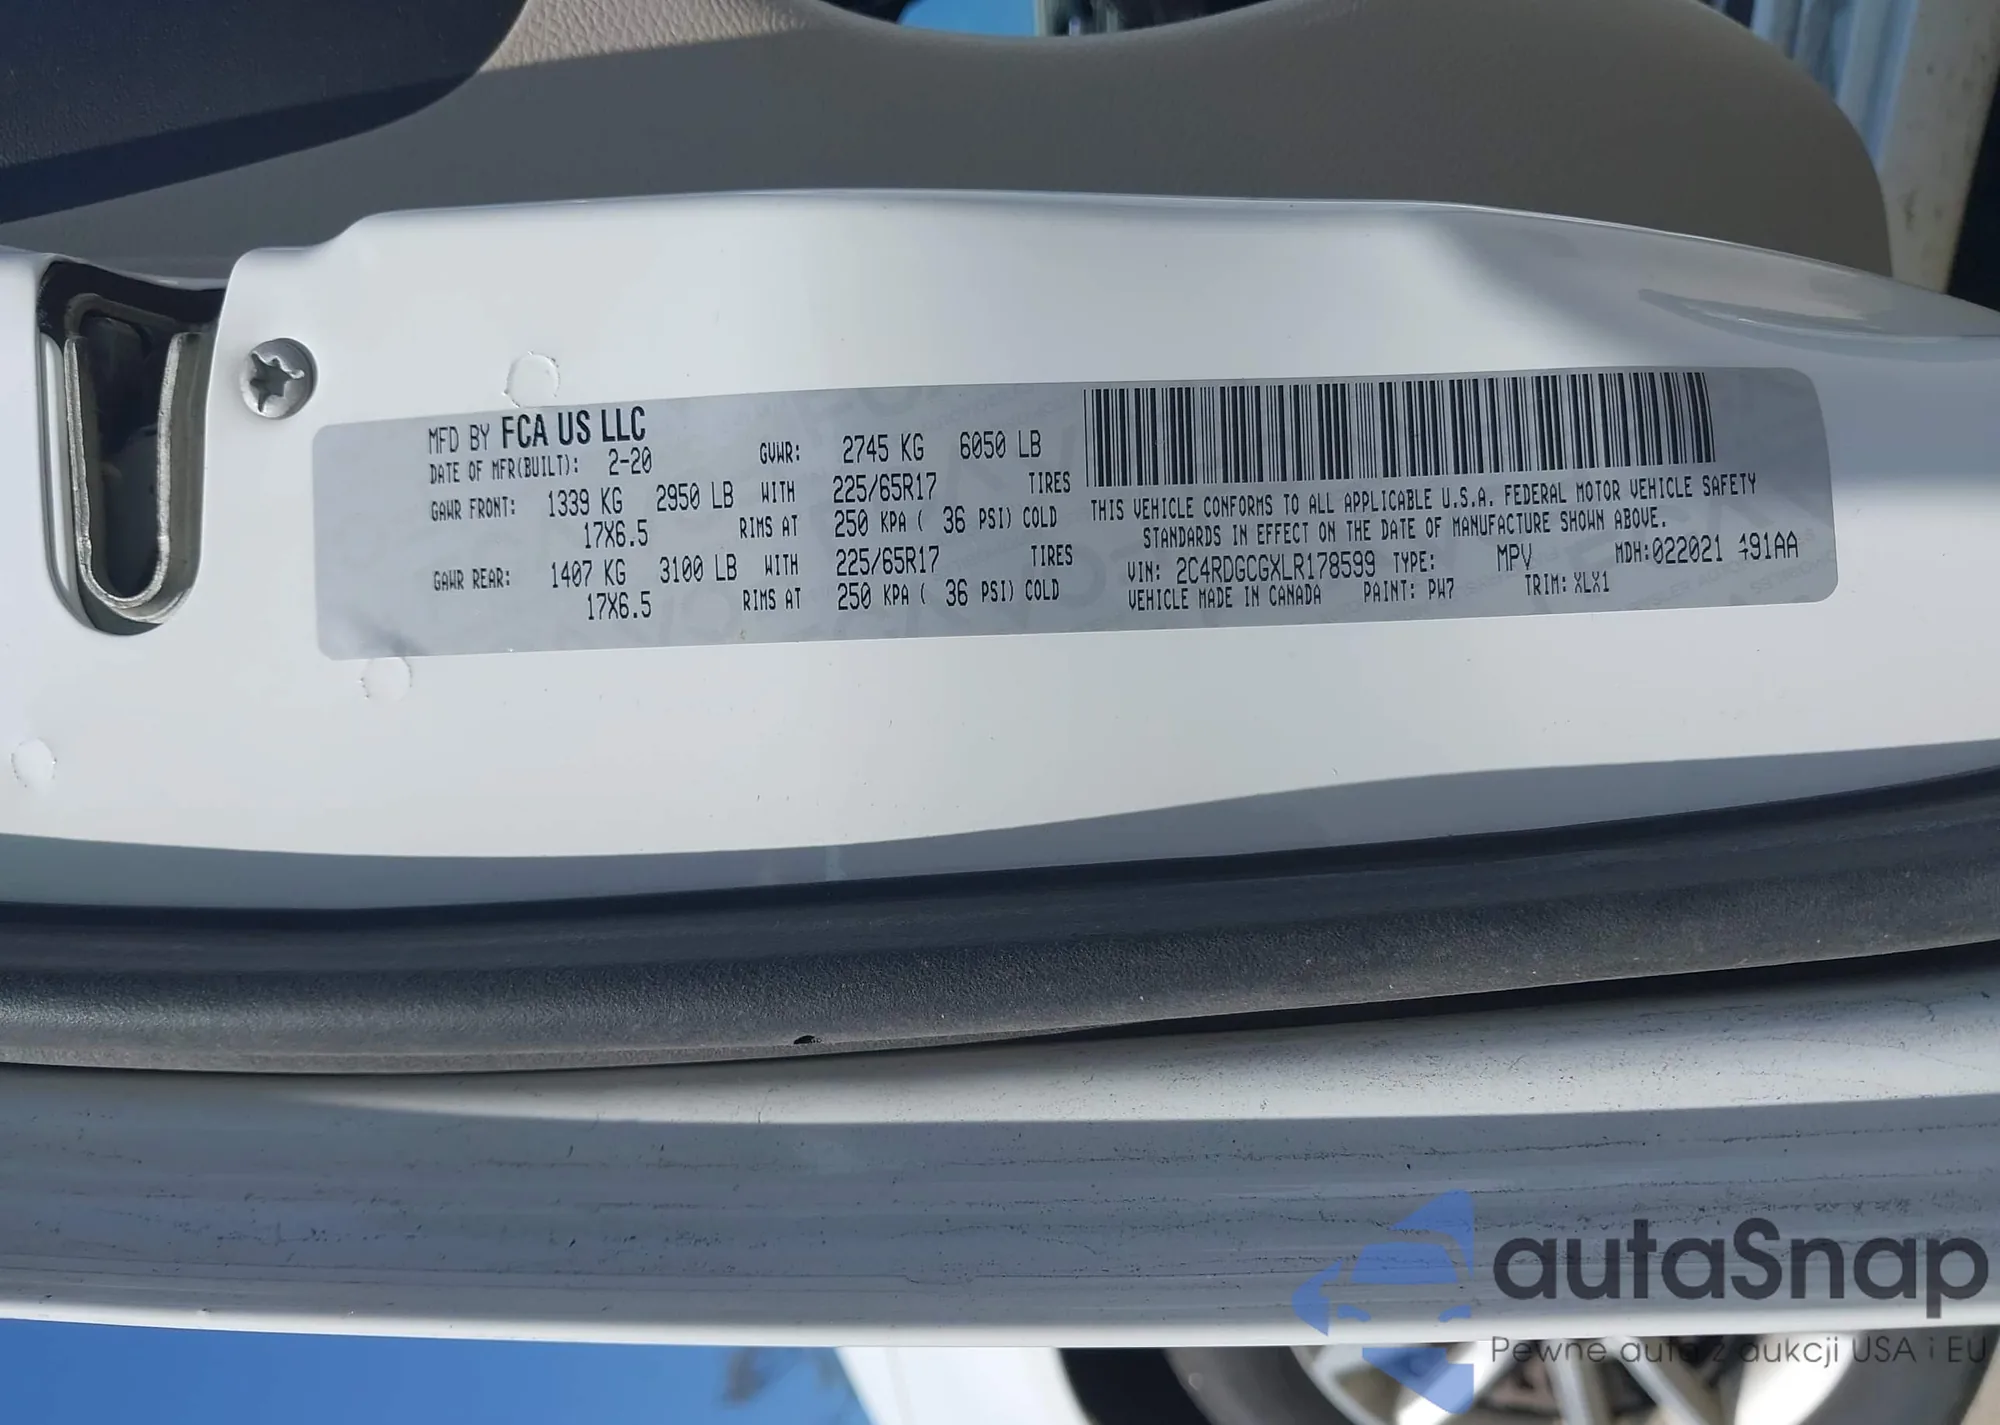 MFD BY FCA US LLC
DATE OF MFR(BUILT): 2-20 GVWR: 2745 KG 6050 LB
GAWR FRONT: 1339 KG 2950 LB WITH 225/65R17 TIRES
17X6.5 RIMS AT 250 KPA ( 36 PSI) COLD
GAWR REAR: 1407 KG 3100 LB WITH 225/65R17 TIRES
17X6.5 RIMS AT 250 KPA ( 36 PSI) COLD
THIS VEHICLE CONFORMS TO ALL APPLICABLE U.S.A. FEDERAL MOTOR VEHICLE SAFETY
STANDARDS IN EFFECT ON THE DATE OF MANUFACTURE SHOWN ABOVE.
VIN: 2C4RDGCGXLR178599 TYPE: MPV MDH:022021 491AA
VEHICLE MADE IN CANADA PAINT: PW7 TRIM: XLX1
autaSnap
Pewne auta z aukcji USA i EU